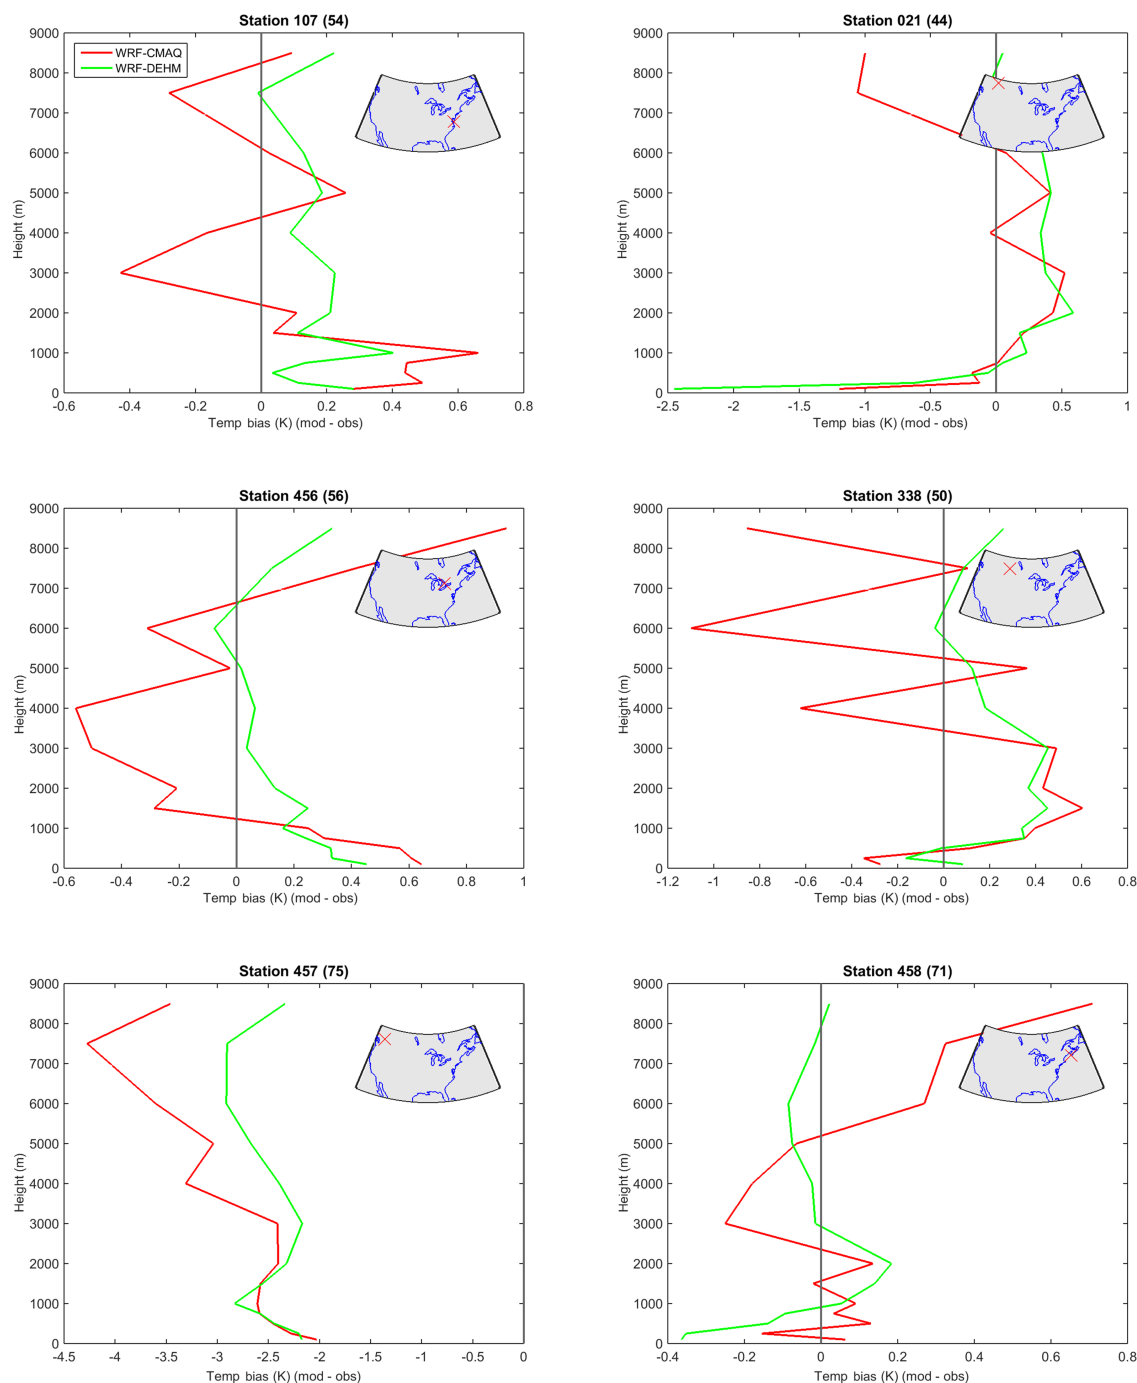 Station 107 (54)
9000
8000
7000
6000
5000
4000
3000
2000
1000
0
Height (m)
WRF-CMAQ
WRF-DEHM
-0.6 -0.4 -0.2 0 0.2 0.4 0.6 0.8
Temp bias (K) (mod - obs)
Station 021 (44)
9000
8000
7000
6000
5000
4000
3000
2000
1000
0
Height (m)
-2.5 -2 -1.5 -1 -0.5 0 0.5 1
Temp bias (K) (mod - obs)
Station 456 (56)
9000
8000
7000
6000
5000
4000
3000
2000
1000
0
Height (m)
-0.6 -0.4 -0.2 0 0.2 0.4 0.6 0.8 1
Temp bias (K) (mod - obs)
Station 338 (50)
9000
8000
7000
6000
5000
4000
3000
2000
1000
0
Height (m)
-1.2 -1 -0.8 -0.6 -0.4 -0.2 0 0.2 0.4 0.6 0.8
Temp bias (K) (mod - obs)
Station 457 (75)
9000
8000
7000
6000
5000
4000
3000
2000
1000
0
Height (m)
-4.5 -4 -3.5 -3 -2.5 -2 -1.5 -1 -0.5 0
Temp bias (K) (mod - obs)
Station 458 (71)
9000
8000
7000
6000
5000
4000
3000
2000
1000
0
Height (m)
-0.4 -0.2 0 0.2 0.4 0.6 0.8
Temp bias (K) (mod - obs)